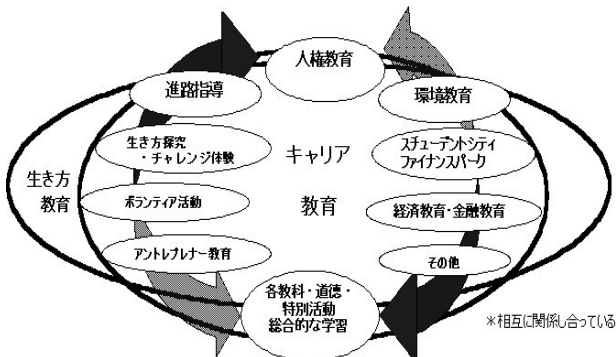 人権教育
進路指導
環境教育
生き方探究
・チャレンジ体験
キャリア
教育
スチューデントシティ
ファイナンスパーク
生き方
教育
ボランティア活動
経済教育・金融教育
アントレプレナー教育
その他
各教科・道徳・
特別活動
総合的な学習
＊相互に関係し合っている